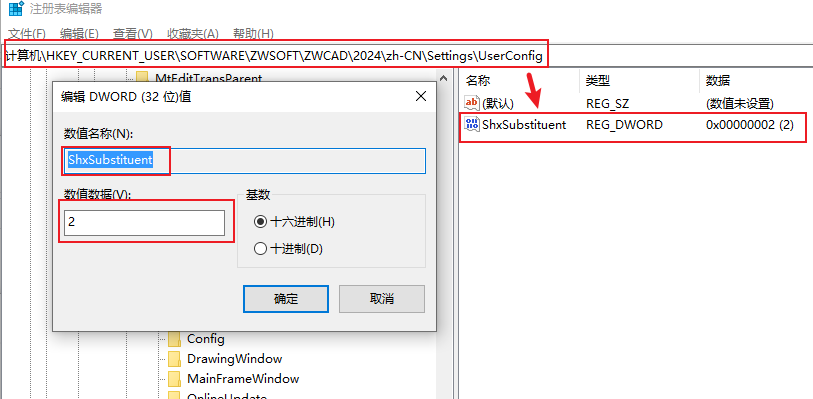 注册表编辑器
文件(F) 编辑(E) 查看(V) 收藏夹(A) 帮助(H)
计算机\HKEY_CURRENT_USER\SOFTWARE\ZWSOFT\ZWCAD\2024\zh-CN\Settings\UserConfig
MtEditTransParent
名称 类型 数据
(默认) REG_SZ (数值未设置)
ShxSubstituent REG_DWORD 0x00000002 (2)
编辑 DWORD (32 位)值
数值名称(N):
ShxSubstituent
数值数据(V):
2
基数
十六进制(H)
十进制(D)
确定 取消
Config
DrawingWindow
MainFrameWindow
OnlineUpdate